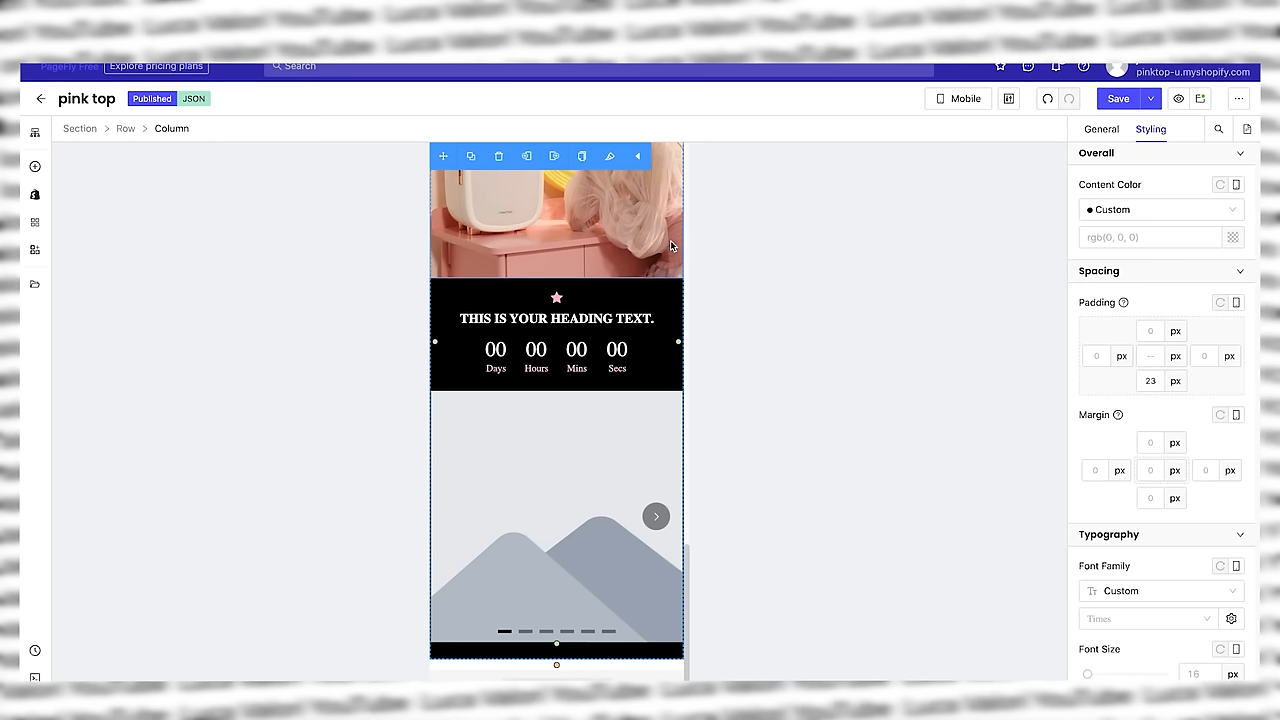 PageFly Free Explore pricing plans Search
pinktop-u.myshopify.com
pink top Published JSON Mobile Save
Section > Row > Column General Styling
Overall
Content Color
Custom
rgb(0, 0, 0)
Spacing
Padding
0 px
0 px -- px 0 px
23 px
Margin
0 px
0 px 0 px 0 px
0 px
Typography
Font Family
Tт Custom
Times
Font Size
16 px
THIS IS YOUR HEADING TEXT.
00 00 00 00
Days Hours Mins Secs